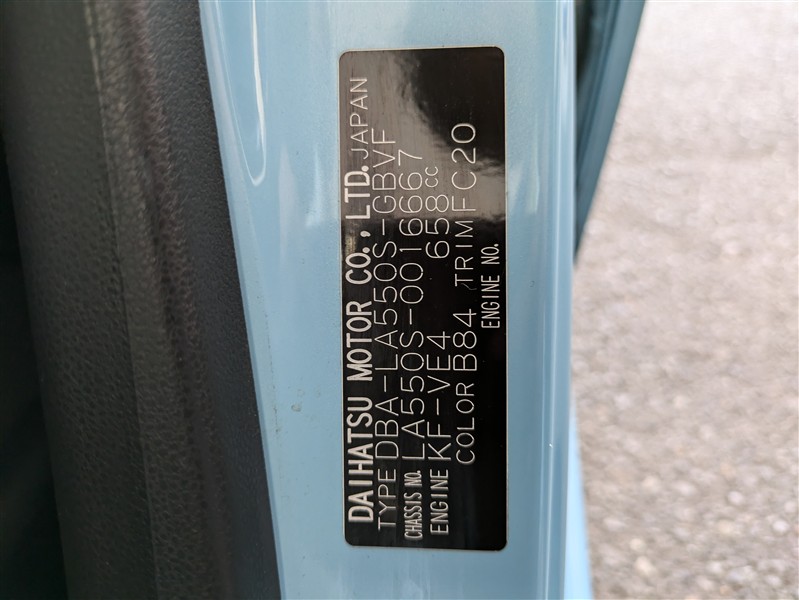 DAIHATSU MOTOR CO., LTD. JAPAN
TYPE DBA-LA550S-GBVF
CHASSIS NO. LA550S-0016667
ENGINE KF-VE4 658cc
COLOR B84 TRIM FC20
ENGINE NO.